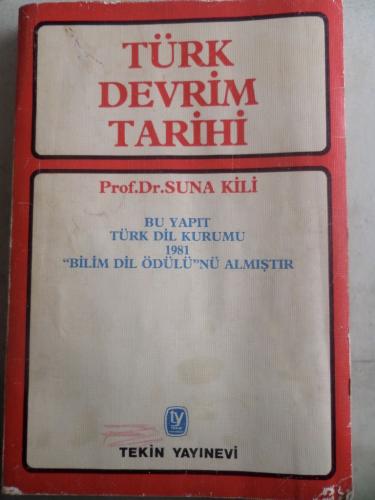 TÜRK
DEVRİM
TARİHİ
Prof.Dr.SUNA KİLİ
BU YAPIT
TÜRK DİL KURUMU
1981
“BİLİM DİL ÖDÜLÜ”NÜ ALMIŞTIR
ty
TEKİN YAYINEVİ